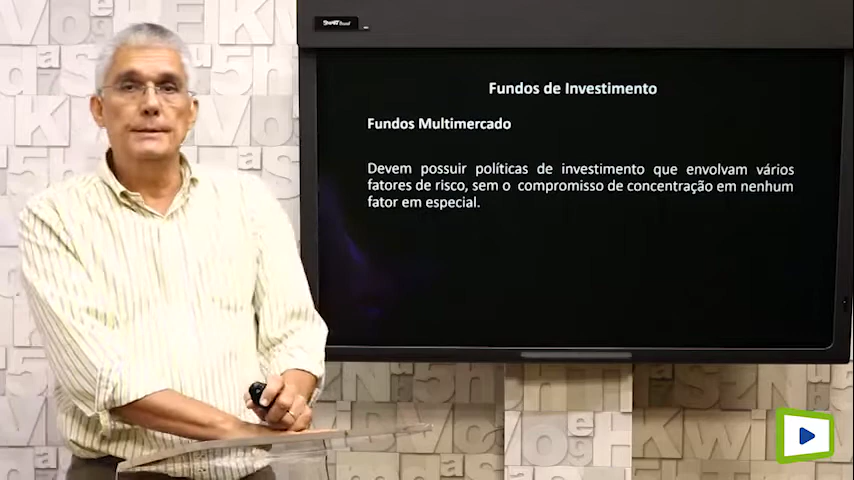 Fundos de Investimento
Fundos Multimercado
Devem possuir políticas de investimento que envolvam vários
fatores de risco, sem o compromisso de concentração em nenhum
fator em especial.